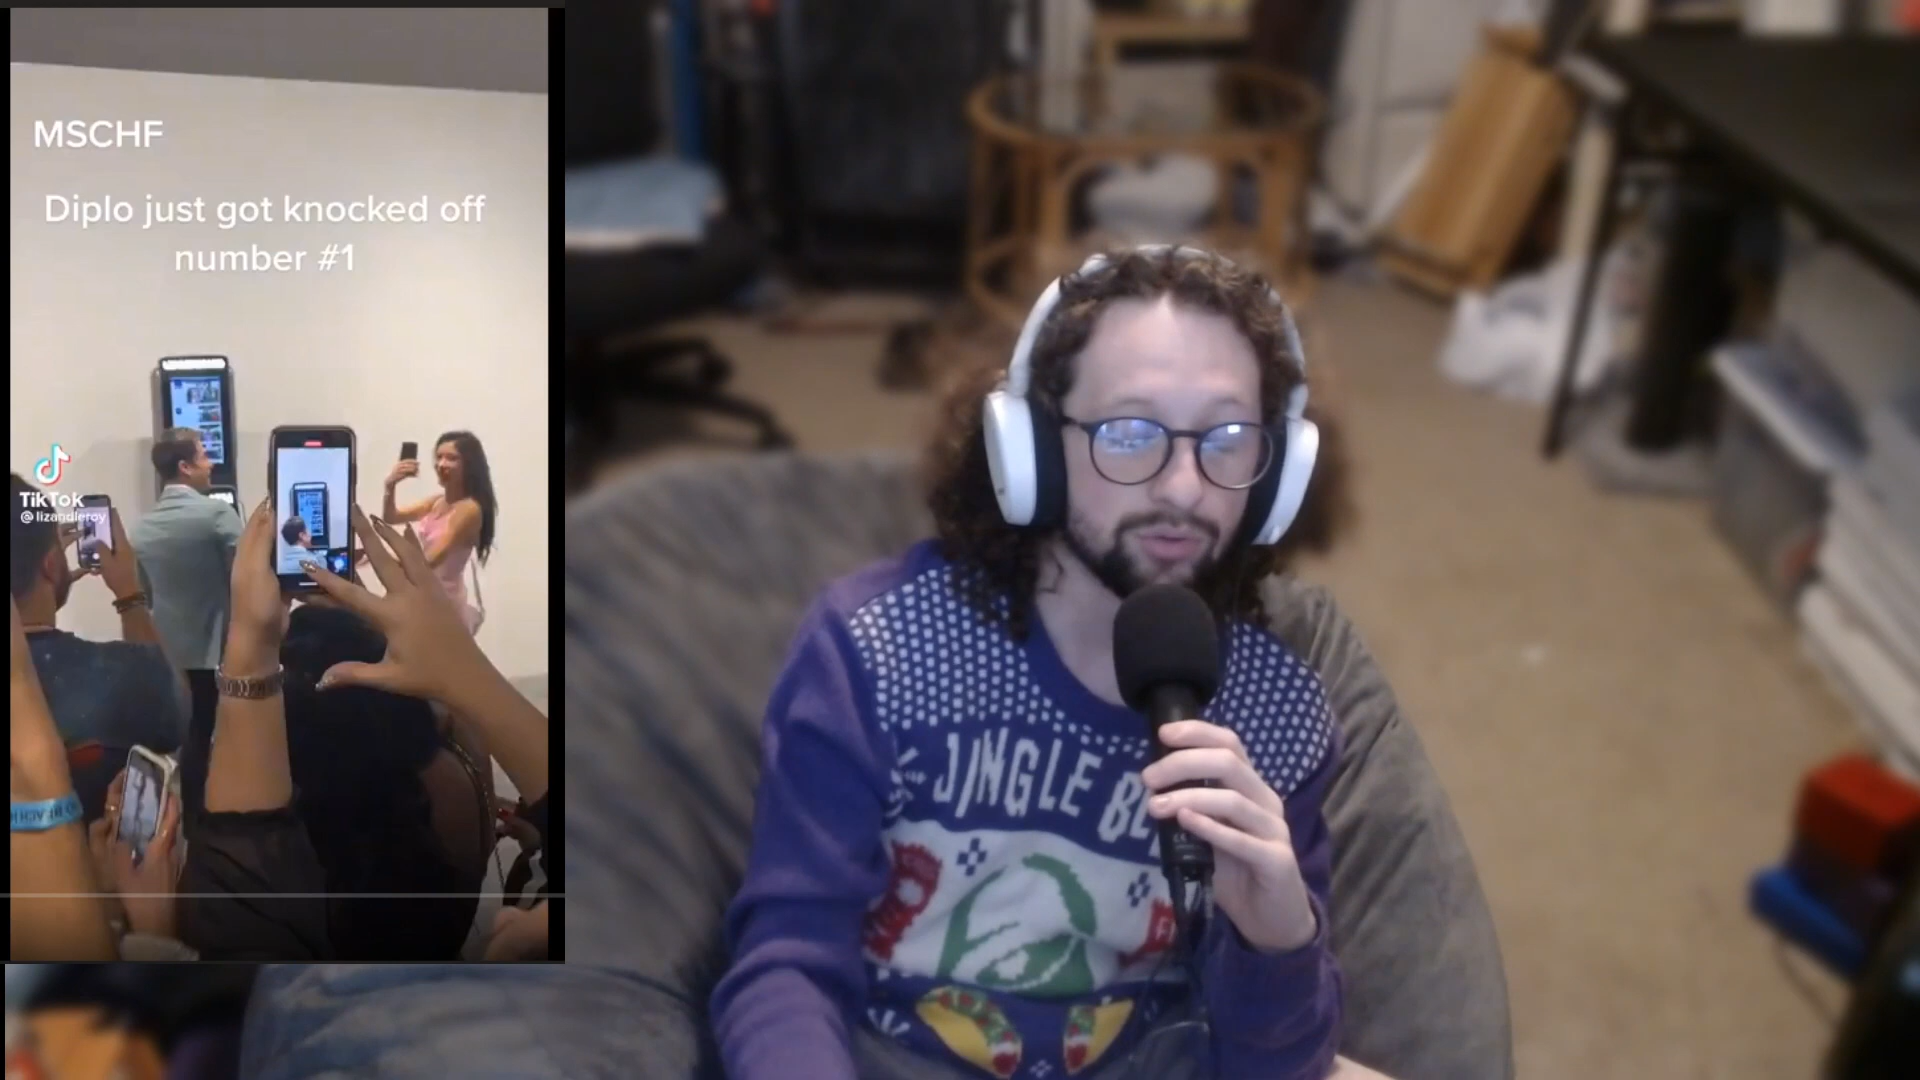 MSCHF
Diplo just got knocked off
number #1
TikTok
@lizandleroy
JINGLE BE